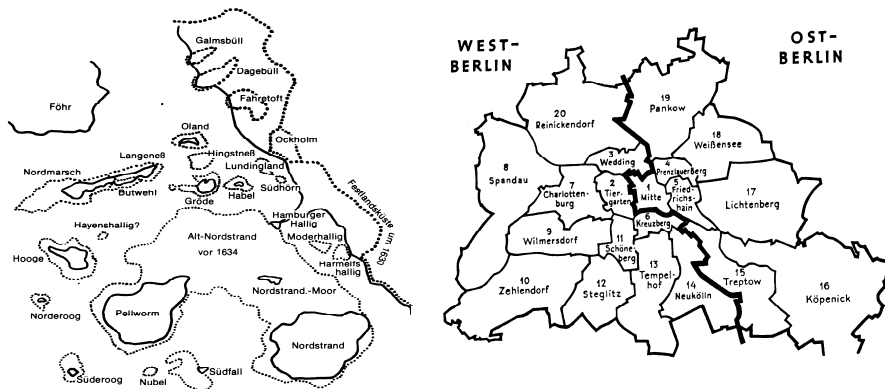 Galmsbüll
Dagebüll
Föhr
Fahretoft
Oland
Ockholm
Langeneß
Hingstneß
Nordmarsch
Lundingland
Butwehl
Gröde
Habel
Südhörn
Hayenshallig?
Hamburger
Hallig
Alt-Nordstrand
vor 1634
Moderhallig
Harmelfs
hallig
Festlandsküste um 1630
Hooge
Nordstrand.-Moor
Norderoog
Pellworm
Nordstrand
Süderoog
Nubel
Südfall
WEST-
BERLIN
OST-
BERLIN
19
Pankow
20
Reinickendorf
18
Weißensee
3
Wedding
4
Prenzlauer Berg
8
Spandau
7
Charlotten-
burg
2
Tier-
garten
1
Mitte
5
Fried-
richs-
hain
17
Lichtenberg
6
Kreuzberg
9
Wilmersdorf
11
Schöne-
berg
10
Zehlendorf
12
Steglitz
13
Tempel-
hof
14
Neukölln
15
Treptow
16
Köpenick